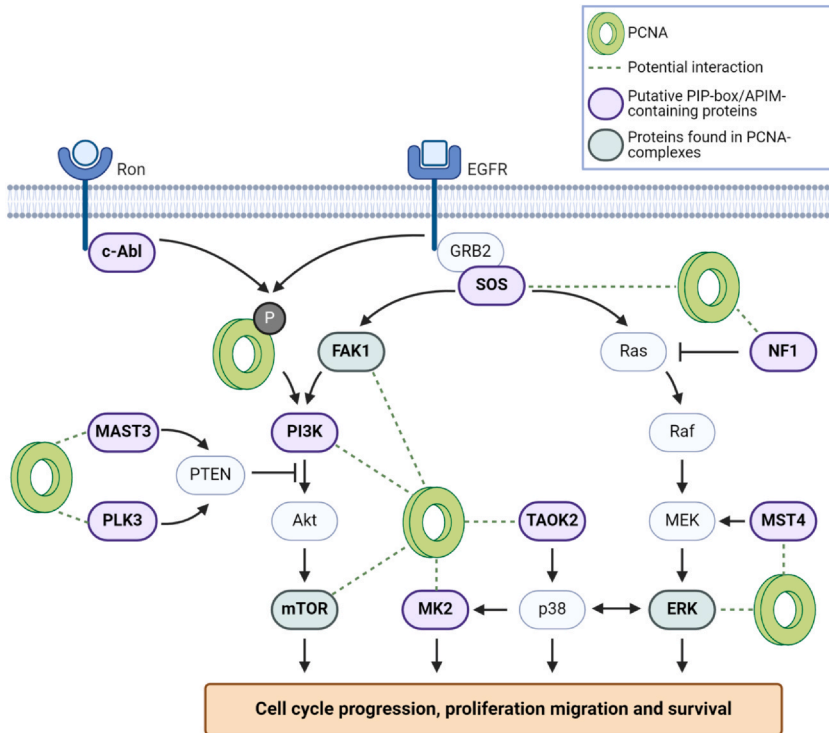 PCNA
Potential interaction
Putative PIP-box/APIM-
containing proteins
Proteins found in PCNA-
complexes
Ron
EGFR
c-Abl
GRB2
SOS
P
FAK1
Ras
NF1
MAST3
PI3K
Raf
PTEN
PLK3
Akt
TAOK2
MEK
MST4
mTOR
MK2
p38
ERK
Cell cycle progression, proliferation migration and survival